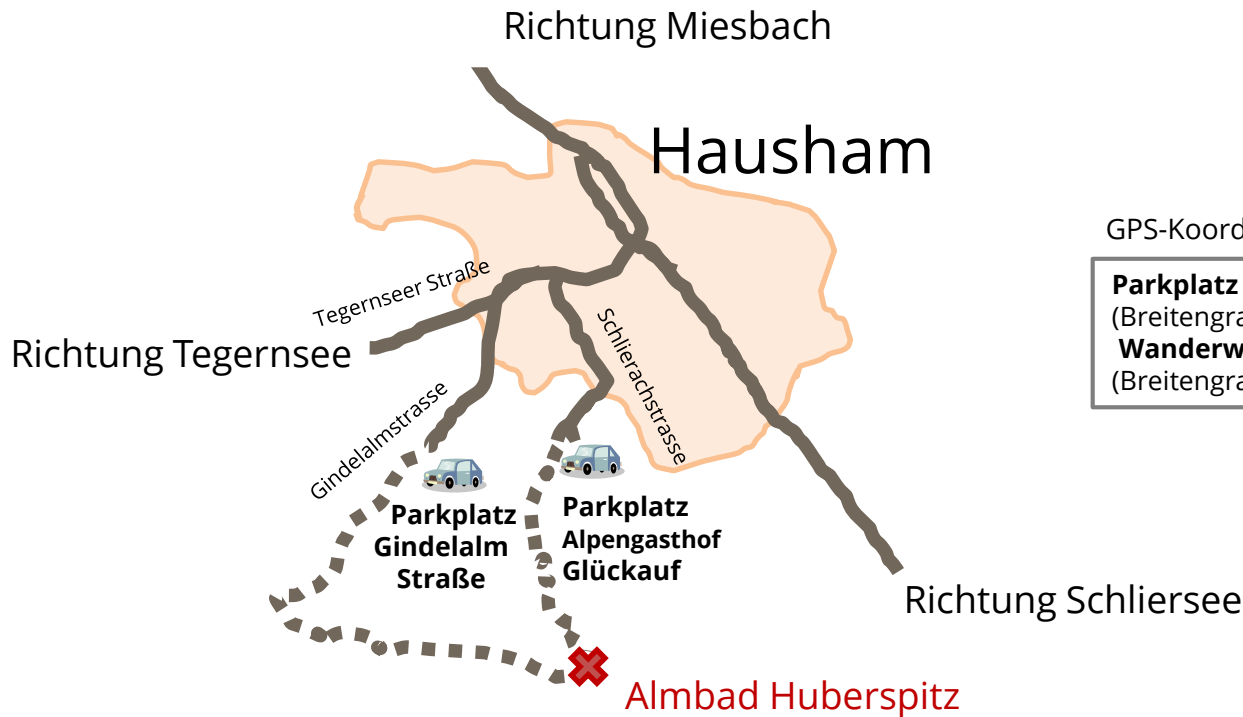 Richtung Miesbach
Hausham
GPS-Koord
Parkplatz
(Breitengra
Wanderw
(Breitengra
Tegernseer Straße
Richtung Tegernsee
Schlierachstrasse
Gindelalmstrasse
Parkplatz
Gindelalm
Straße
Parkplatz
Alpengasthof
Glückauf
Richtung Schliersee
Almbad Huberspitz